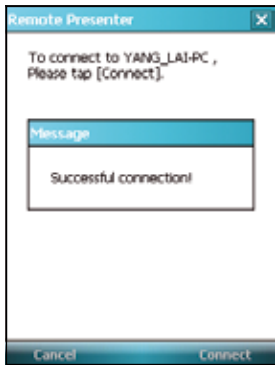 Remote Presenter
To connect to YANG_LAI-PC ,
Please tap [Connect].
Message
Successful connection!
Cancel Connect